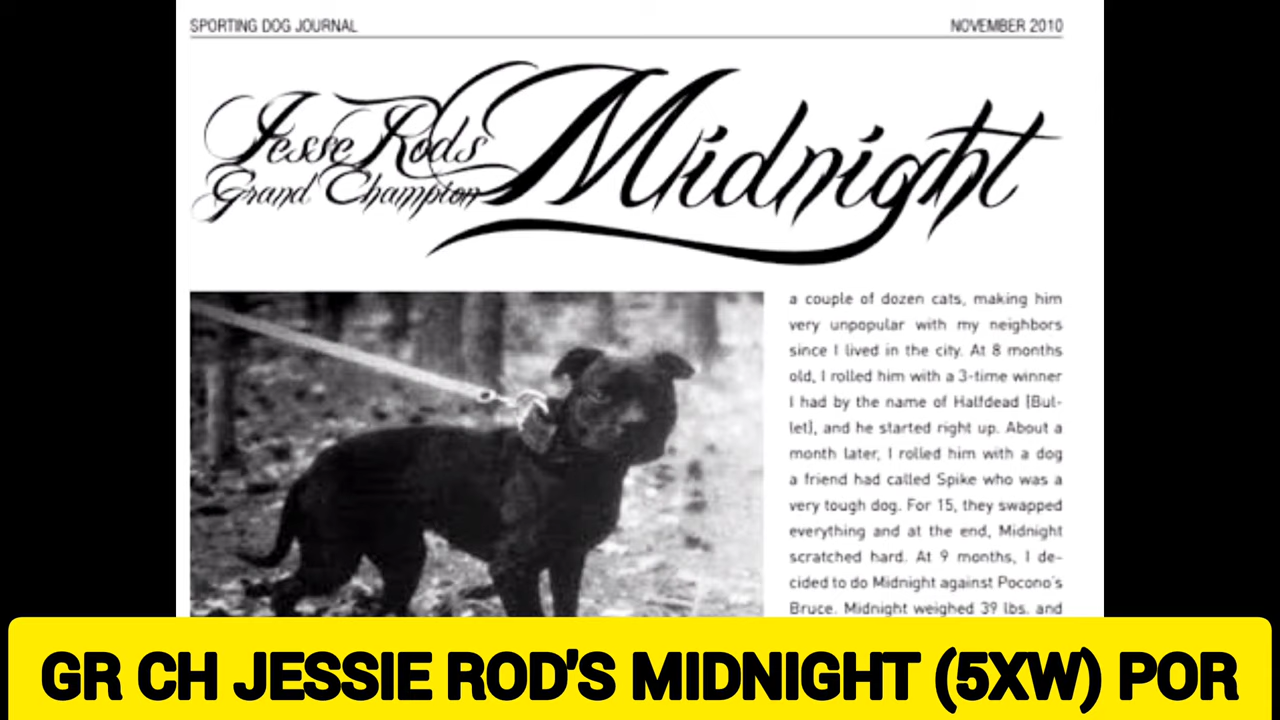 SPORTING DOG JOURNAL NOVEMBER 2010
Jesse Rods Midnight
Grand Champion
a couple of dozen cats, making him
very unpopular with my neighbors
since I lived in the city. At 8 months
old, I rolled him with a 3-time winner
I had by the name of Halfdead [Bul-
let], and he started right up. About a
month later, I rolled him with a dog
a friend had called Spike who was a
very tough dog. For 15, they swapped
everything and at the end, Midnight
scratched hard. At 9 months, I de-
cided to do Midnight against Pocono's
Bruce. Midnight weighed 39 lbs. and
GR CH JESSIE ROD'S MIDNIGHT (5XW) POR